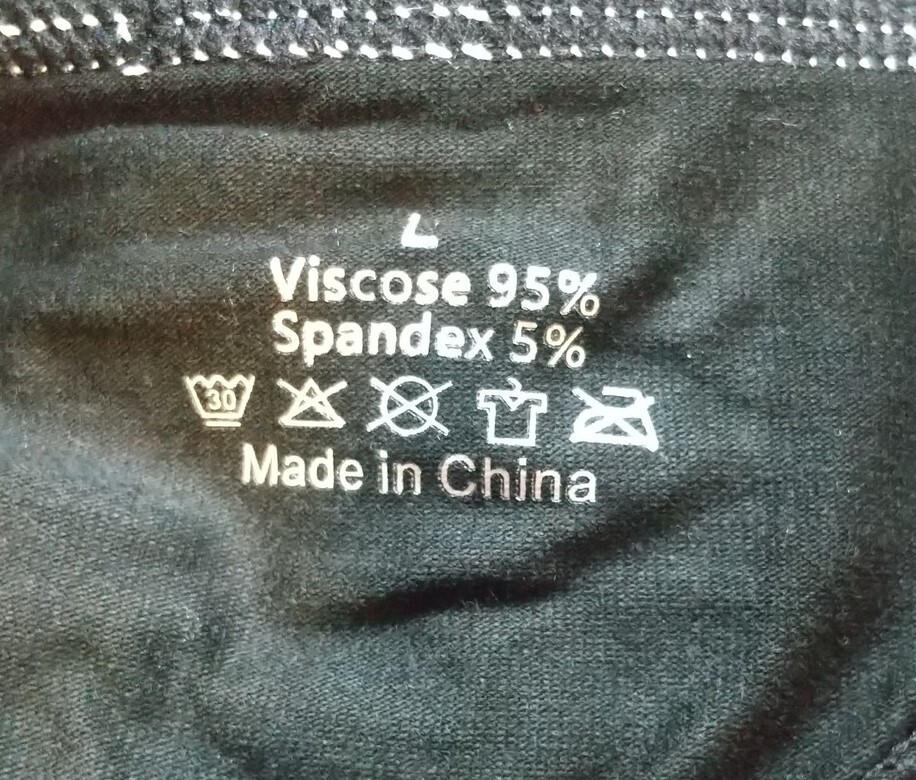 L
Viscose 95%
Spandex 5%
30
Made in China